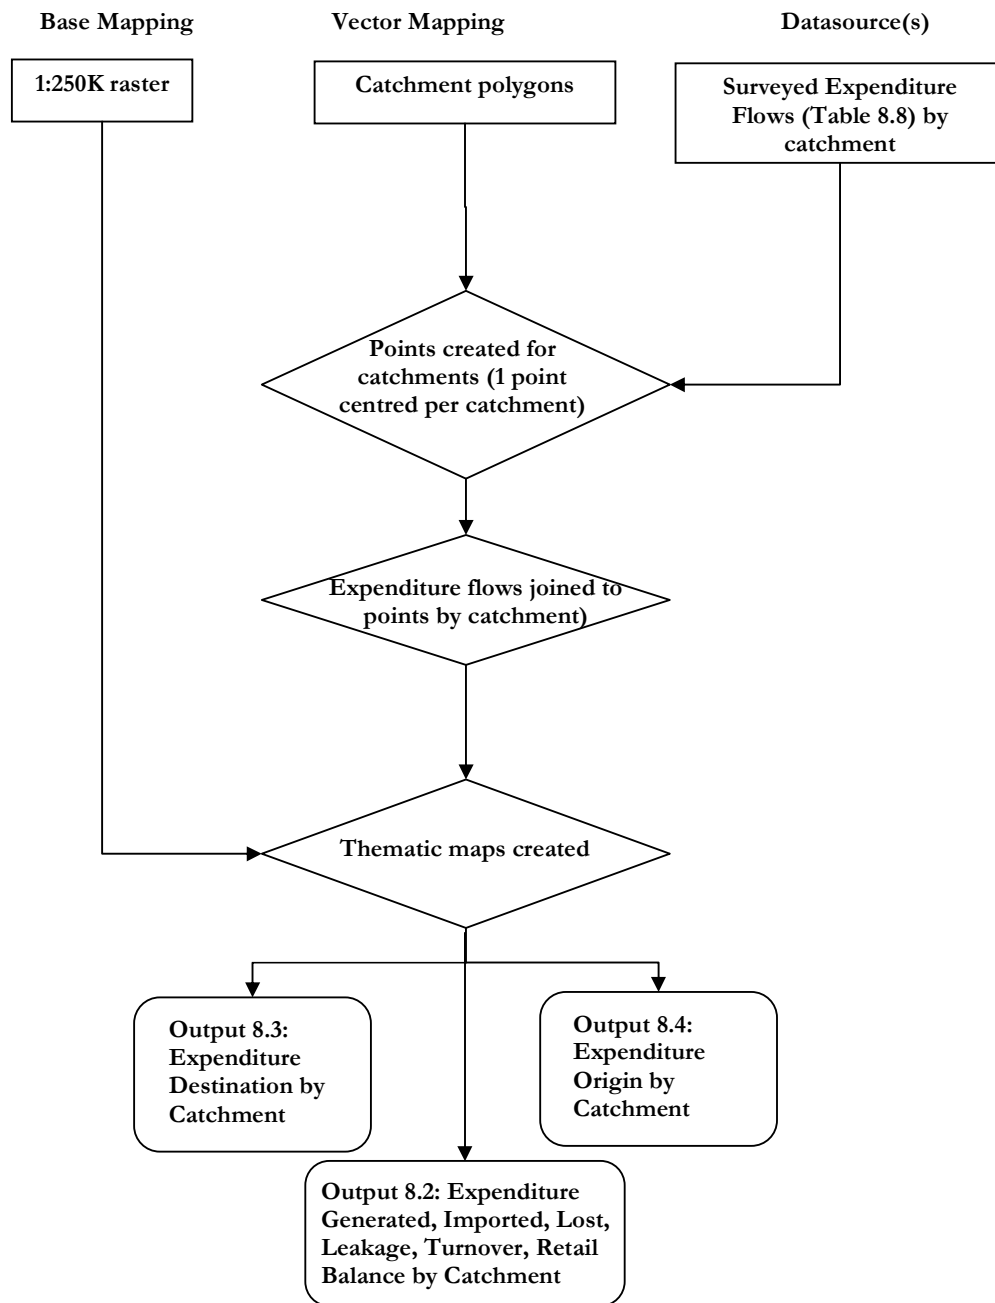 Base Mapping
Vector Mapping
Datasource(s)
1:250K raster
Catchment polygons
Surveyed Expenditure
Flows (Table 8.8) by
catchment
Points created for
catchments (1 point
centred per catchment)
Expenditure flows joined to
points by catchment)
Thematic maps created
Output 8.3:
Expenditure
Destination by
Catchment
Output 8.4:
Expenditure
Origin by
Catchment
Output 8.2: Expenditure
Generated, Imported, Lost,
Leakage, Turnover, Retail
Balance by Catchment